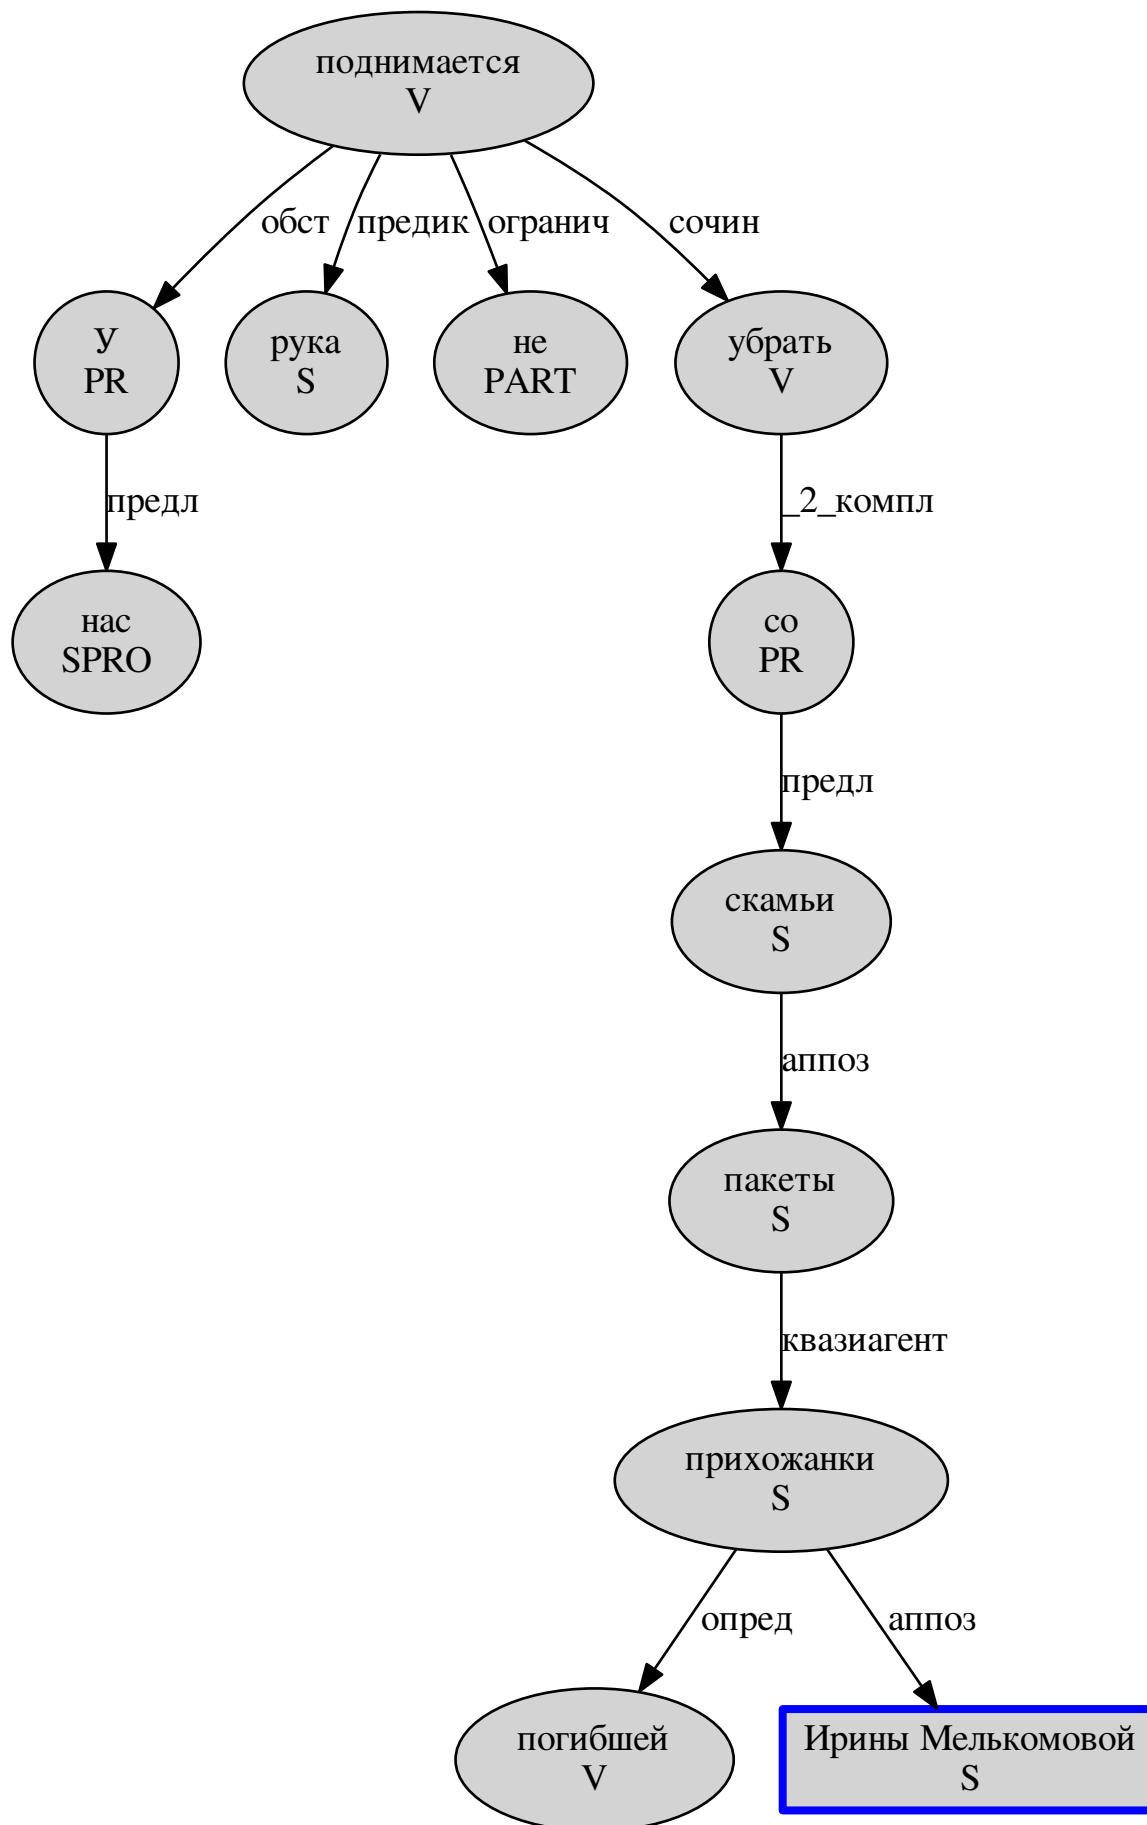 поднимается
V
обст
предик
огранич
сочин
У
PR
рука
S
не
PART
убрать
V
предл
_2_компл
нас
SPRO
со
PR
предл
скамьи
S
аппоз
пакеты
S
квазиагент
прихожанки
S
опред
аппоз
погибшей
V
Ирины Мелькомовой
S